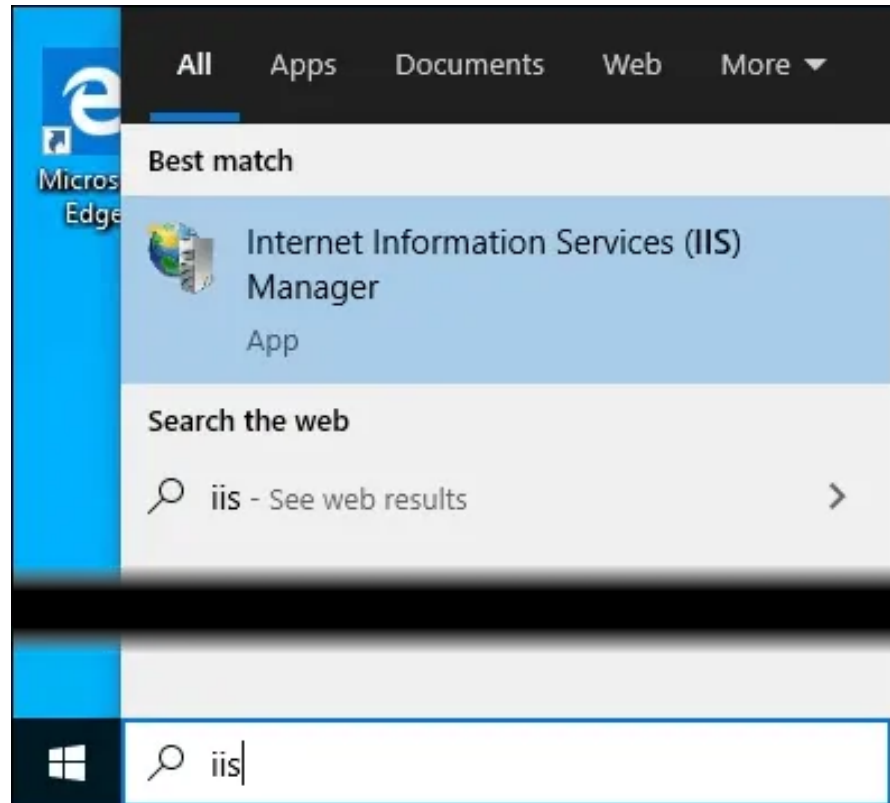 All Apps Documents Web More
Micros
Edge
Best match
Internet Information Services (IIS)
Manager
App
Search the web
iis - See web results
iis